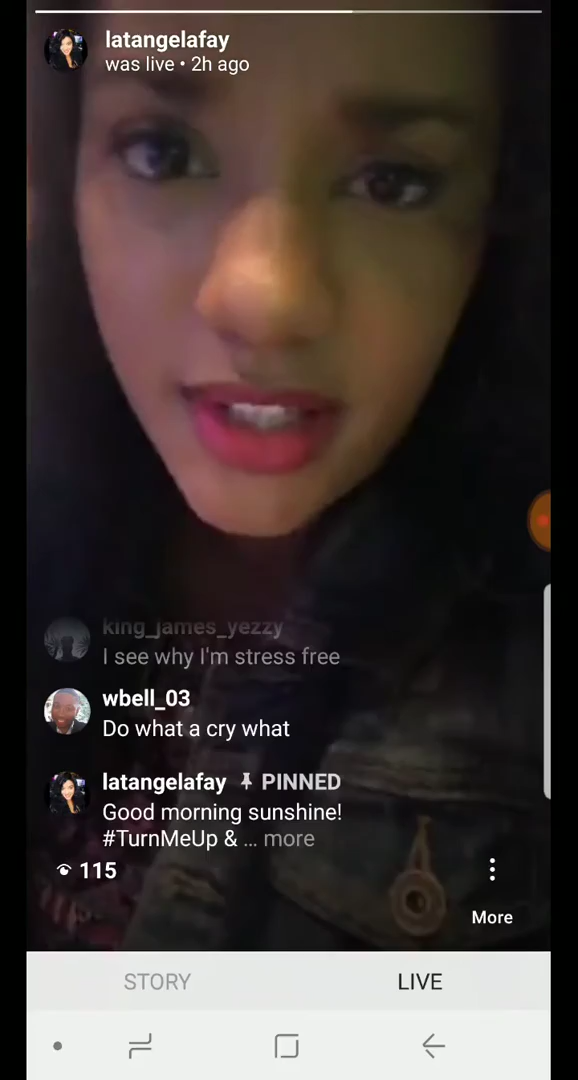 latangelafay
was live • 2h ago
king_james_yezzy
I see why I'm stress free
wbell_03
Do what a cry what
latangelafay PINNED
Good morning sunshine!
#TurnMeUp & ... more
115
More
STORY LIVE